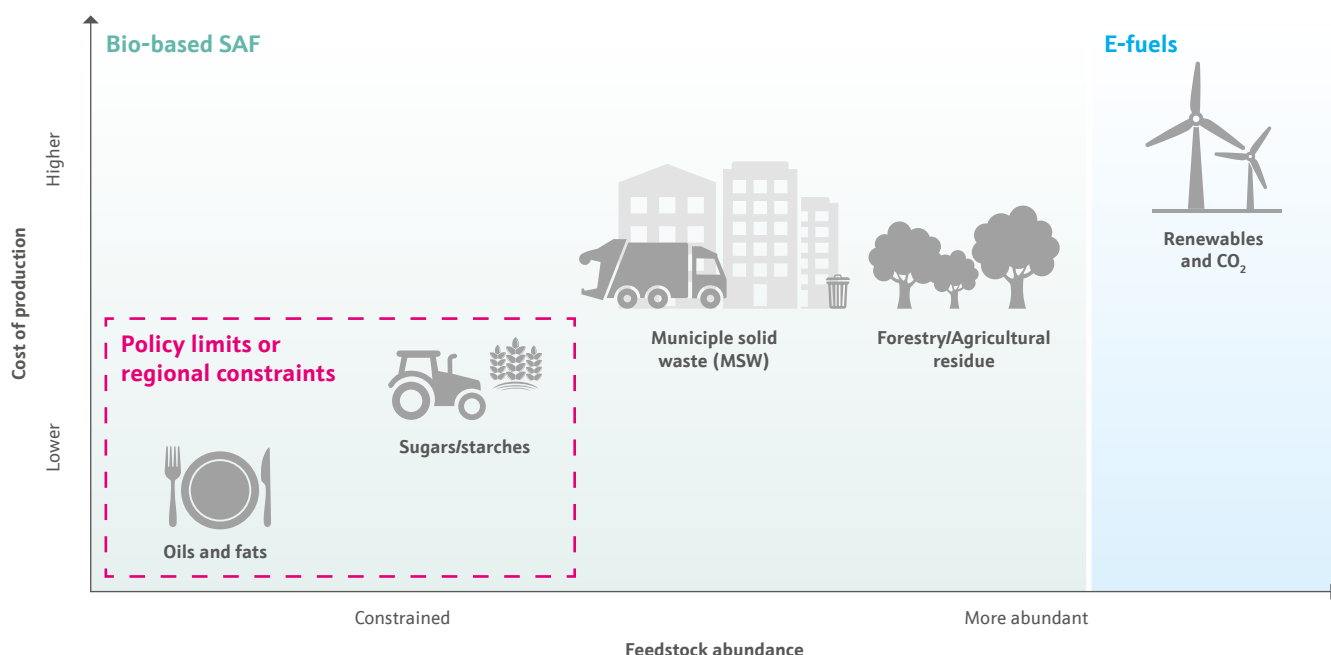 Bio-based SAF
E-fuels
Higher
Cost of production
Lower
Renewables
and CO₂
Municiple solid
waste (MSW)
Forestry/Agricultural
residue
Policy limits or
regional constraints
Sugars/starches
Oils and fats
Constrained
More abundant
Feedstock abundance